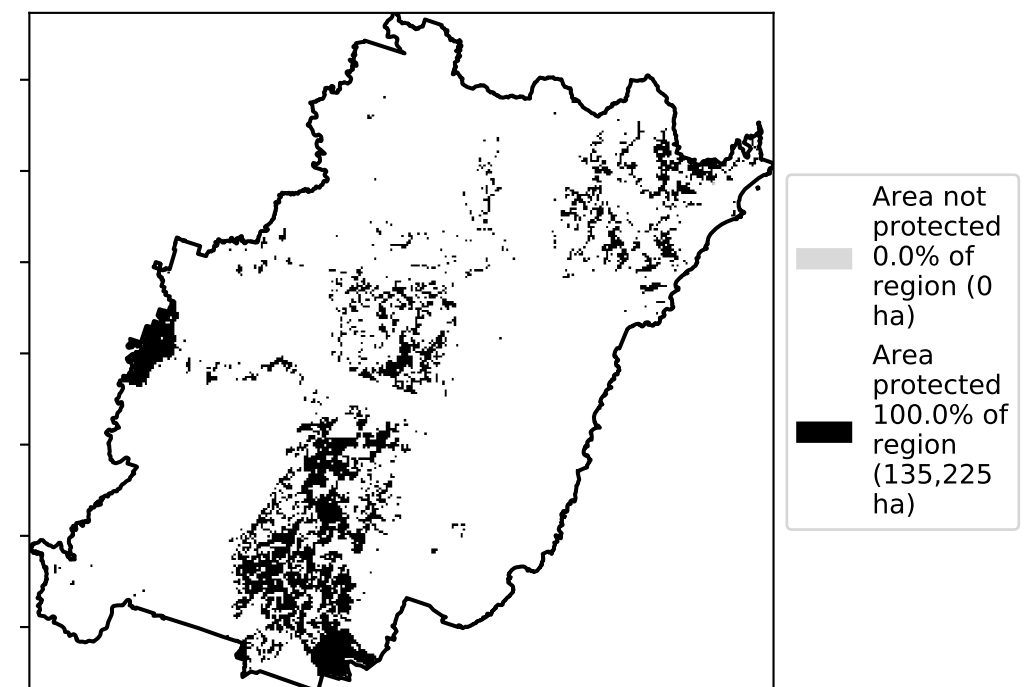 Area not
protected
0.0% of
region (0
ha)
Area
protected
100.0% of
region
(135,225
ha)